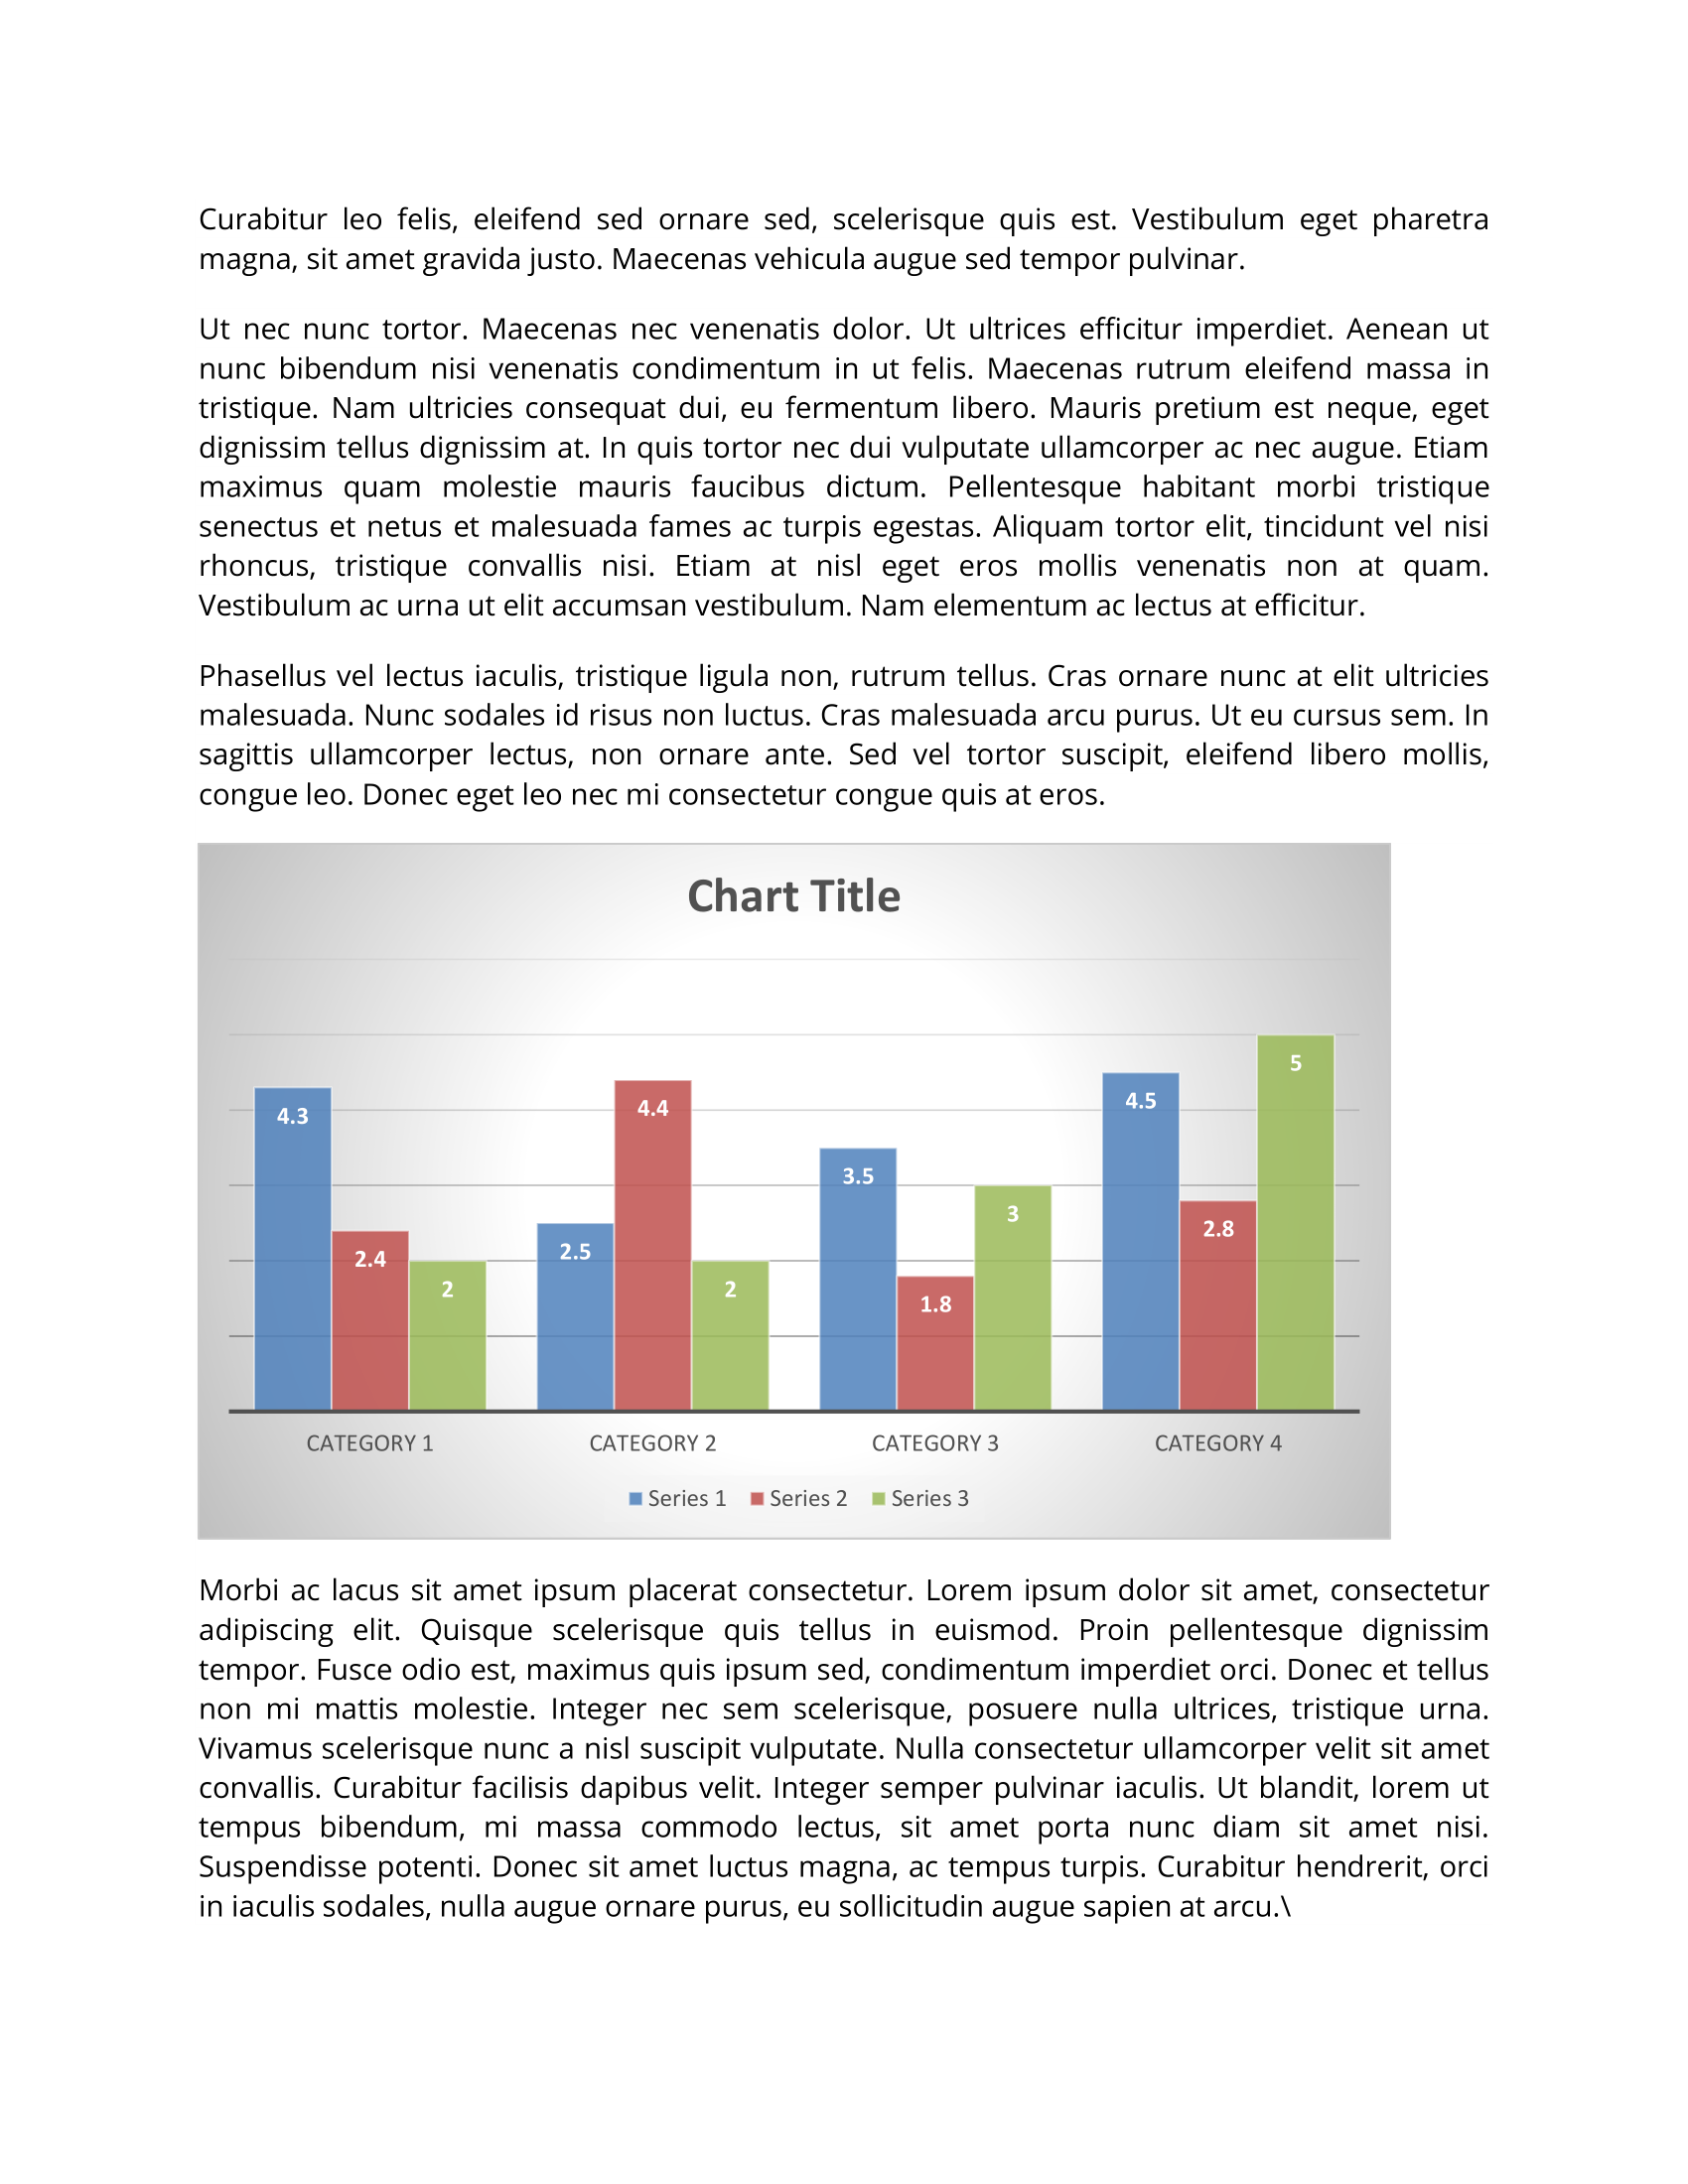 Curabitur leo felis, eleifend sed ornare sed, scelerisque quis est. Vestibulum eget pharetra
magna, sit amet gravida justo. Maecenas vehicula augue sed tempor pulvinar.
Ut nec nunc tortor. Maecenas nec venenatis dolor. Ut ultrices efficitur imperdiet. Aenean ut
nunc bibendum nisi venenatis condimentum in ut felis. Maecenas rutrum eleifend massa in
tristique. Nam ultricies consequat dui, eu fermentum libero. Mauris pretium est neque, eget
dignissim tellus dignissim at. In quis tortor nec dui vulputate ullamcorper ac nec augue. Etiam
maximus quam molestie mauris faucibus dictum. Pellentesque habitant morbi tristique
senectus et netus et malesuada fames ac turpis egestas. Aliquam tortor elit, tincidunt vel nisi
rhoncus, tristique convallis nisi. Etiam at nisl eget eros mollis venenatis non at quam.
Vestibulum ac urna ut elit accumsan vestibulum. Nam elementum ac lectus at efficitur.
Phasellus vel lectus iaculis, tristique ligula non, rutrum tellus. Cras ornare nunc at elit ultricies
malesuada. Nunc sodales id risus non luctus. Cras malesuada arcu purus. Ut eu cursus sem. In
sagittis ullamcorper lectus, non ornare ante. Sed vel tortor suscipit, eleifend libero mollis,
congue leo. Donec eget leo nec mi consectetur congue quis at eros.
Chart Title
4.3 2.4 2 2.5 4.4 2 3.5 1.8 3 4.5 2.8 5
CATEGORY 1 CATEGORY 2 CATEGORY 3 CATEGORY 4
Series 1 Series 2 Series 3
Morbi ac lacus sit amet ipsum placerat consectetur. Lorem ipsum dolor sit amet, consectetur
adipiscing elit. Quisque scelerisque quis tellus in euismod. Proin pellentesque dignissim
tempor. Fusce odio est, maximus quis ipsum sed, condimentum imperdiet orci. Donec et tellus
non mi mattis molestie. Integer nec sem scelerisque, posuere nulla ultrices, tristique urna.
Vivamus scelerisque nunc a nisl suscipit vulputate. Nulla consectetur ullamcorper velit sit amet
convallis. Curabitur facilisis dapibus velit. Integer semper pulvinar iaculis. Ut blandit, lorem ut
tempus bibendum, mi massa commodo lectus, sit amet porta nunc diam sit amet nisi.
Suspendisse potenti. Donec sit amet luctus magna, ac tempus turpis. Curabitur hendrerit, orci
in iaculis sodales, nulla augue ornare purus, eu sollicitudin augue sapien at arcu.\